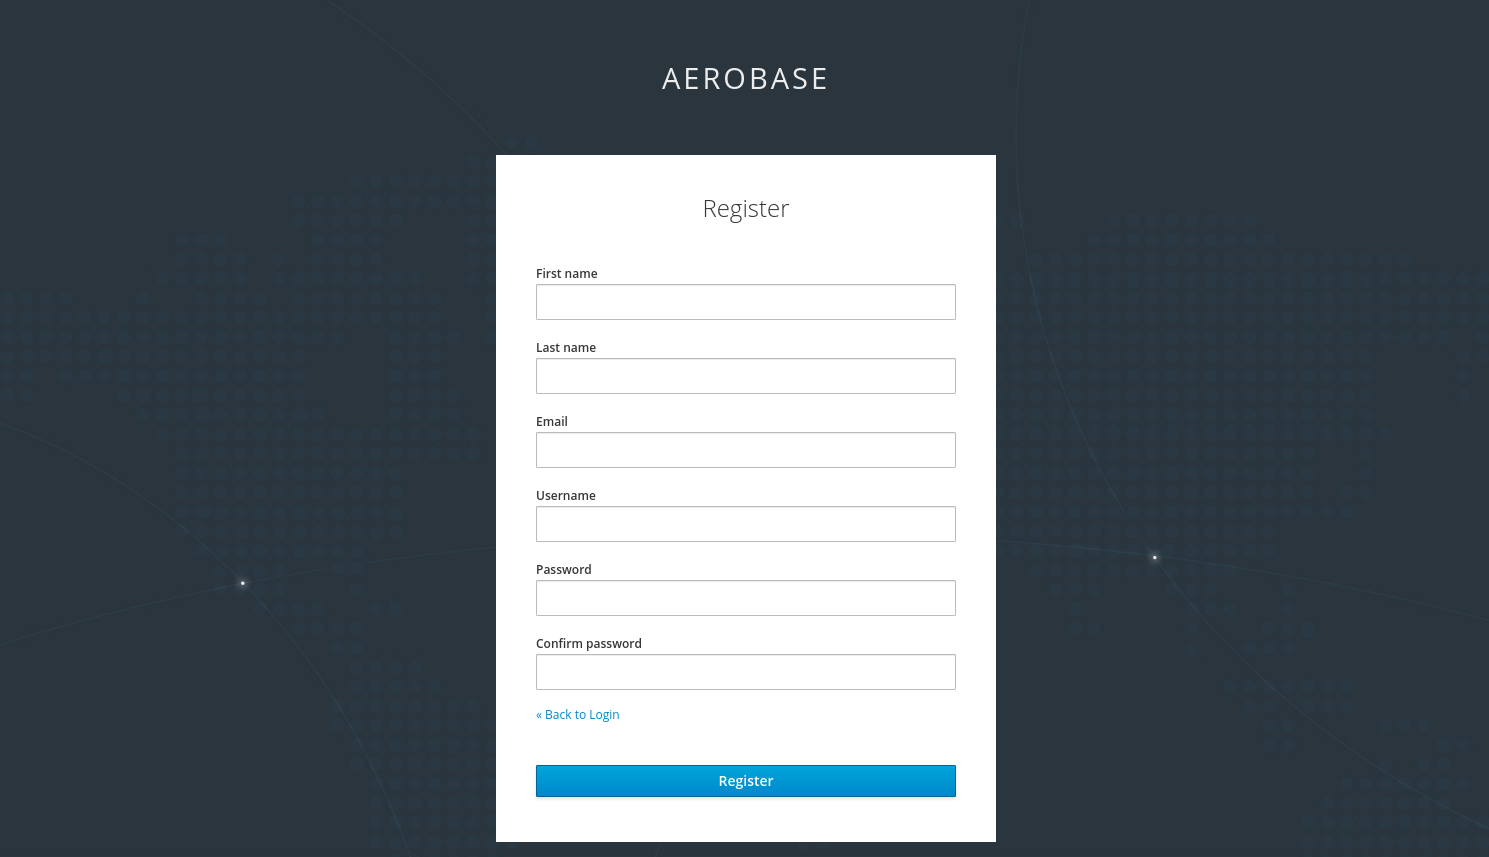 AEROBASE
Register
First name
Last name
Email
Username
Password
Confirm password
« Back to Login
Register